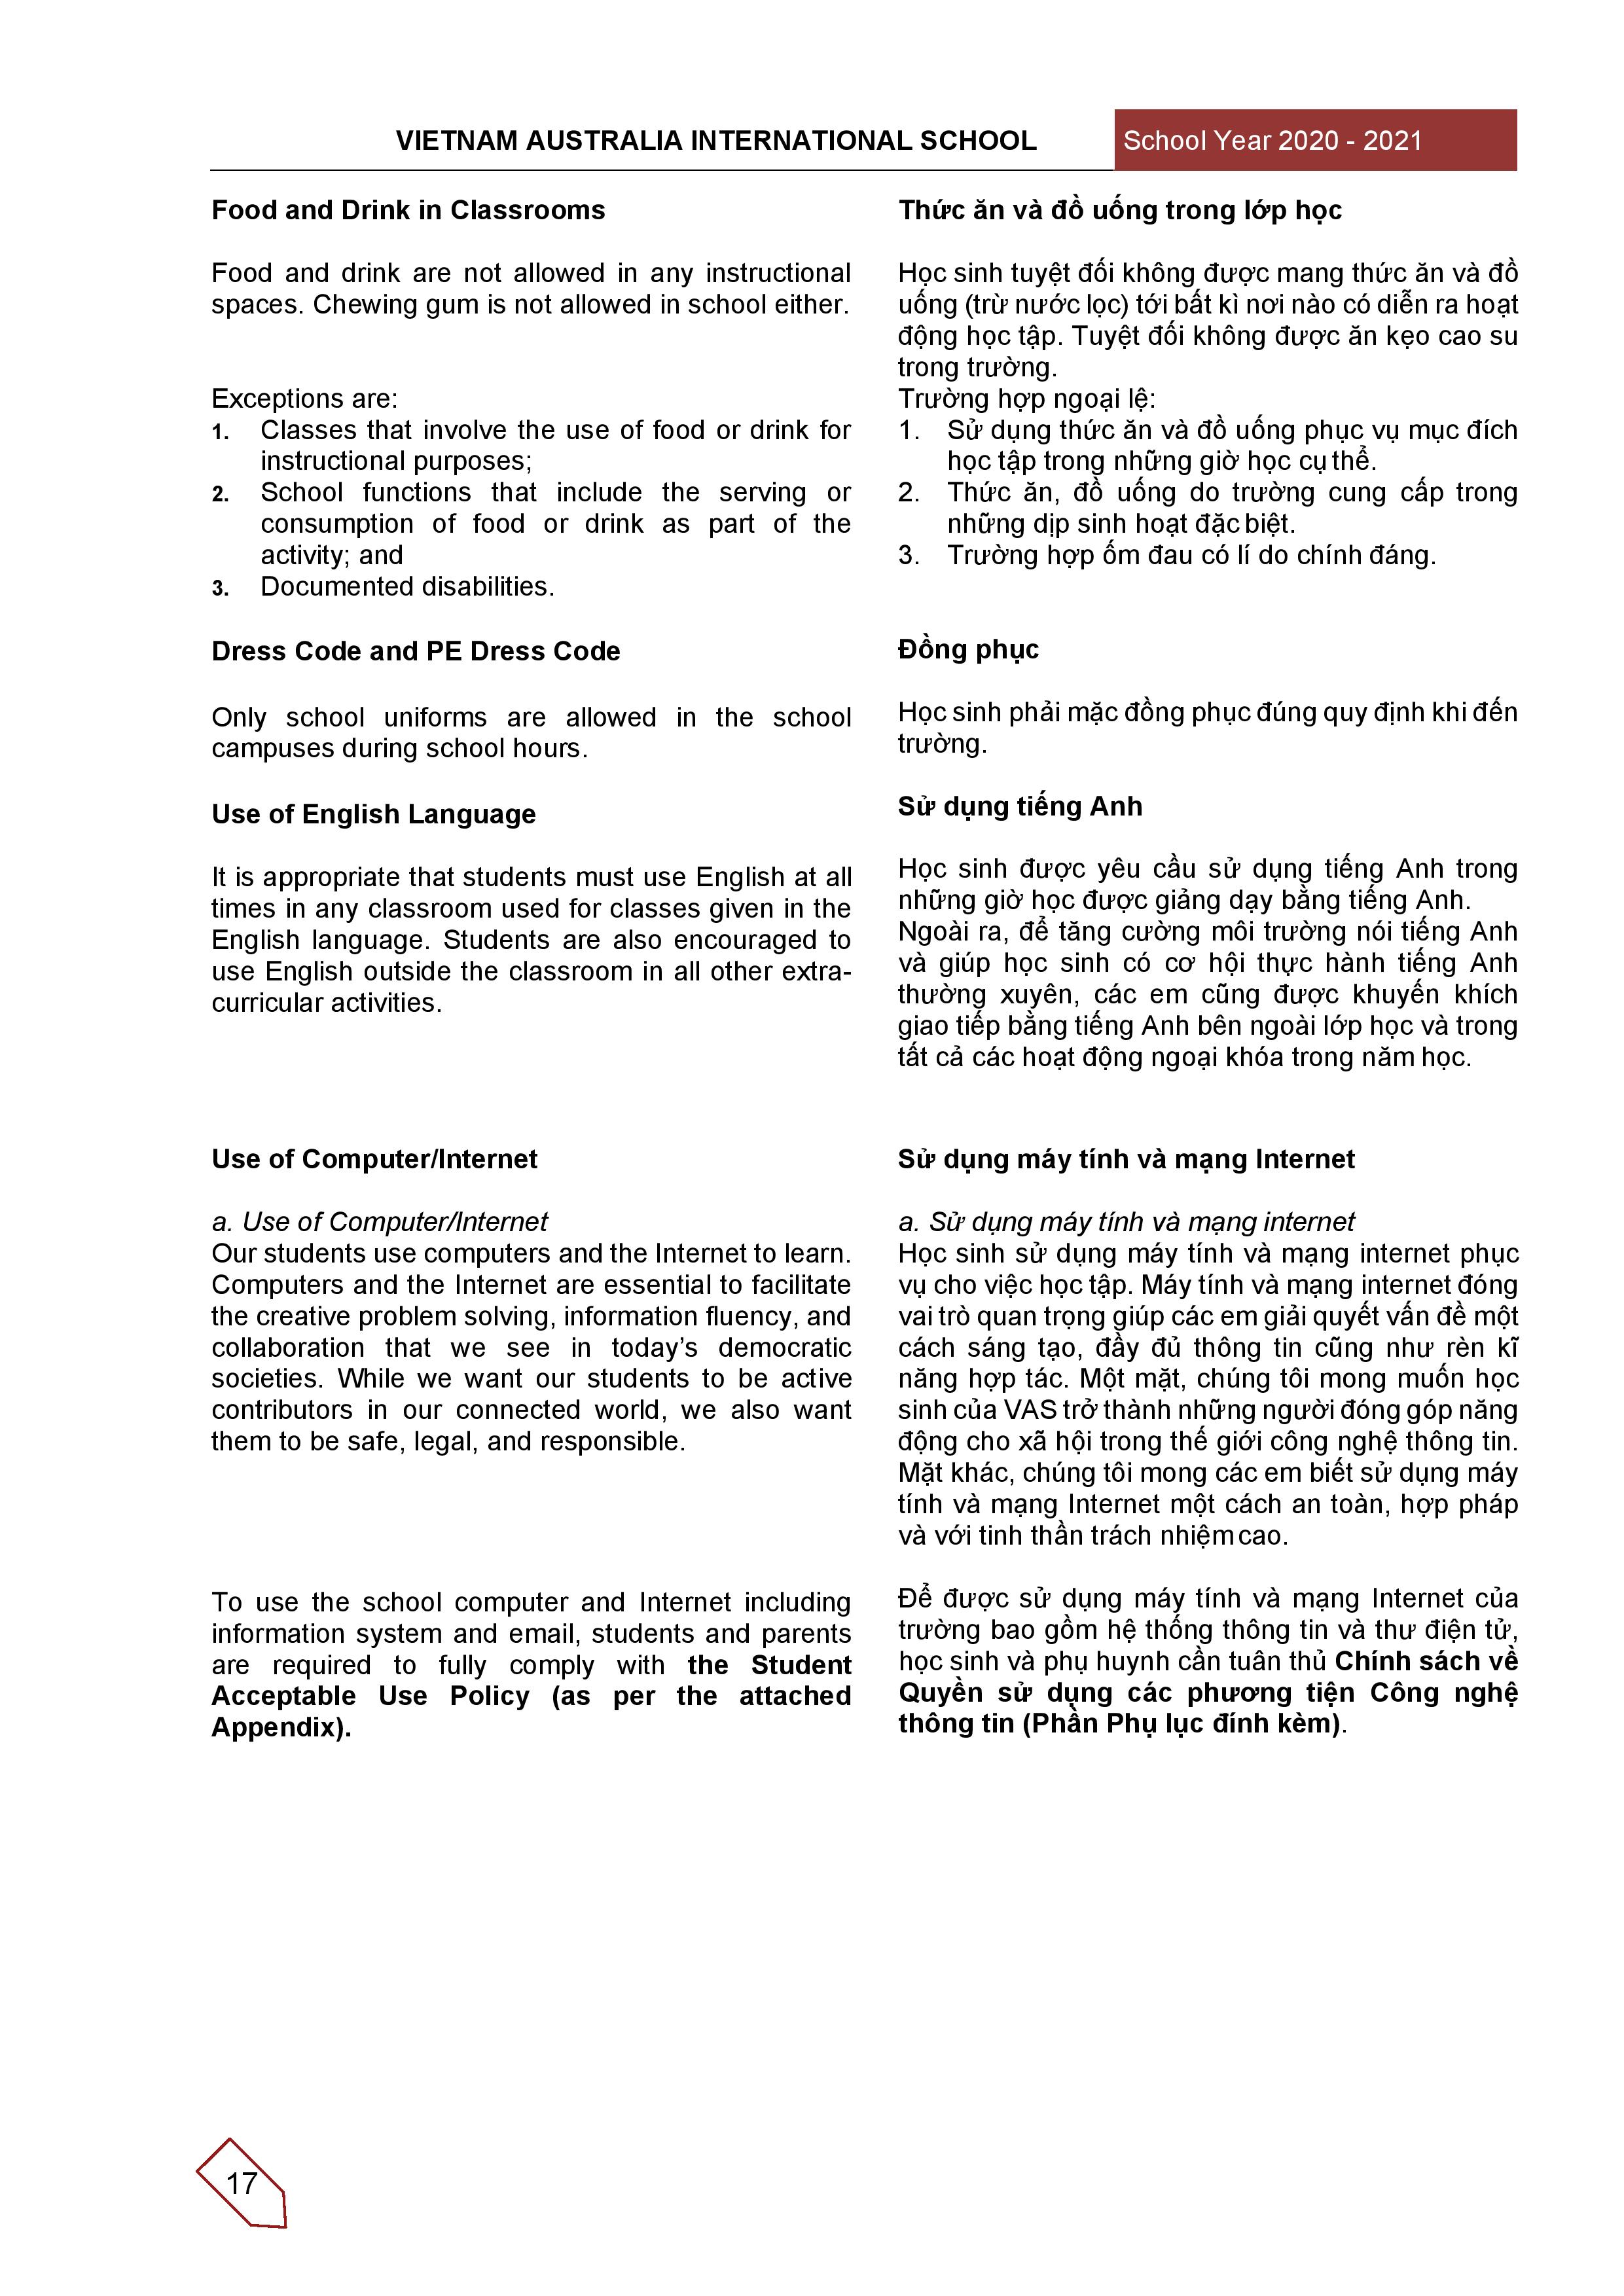 VIETNAM AUSTRALIA INTERNATIONAL SCHOOL
School Year 2020 - 2021
Food and Drink in Classrooms
Food and drink are not allowed in any instructional
spaces. Chewing gum is not allowed in school either.
Exceptions are:
1. Classes that involve the use of food or drink for
instructional purposes;
2. School functions that include the serving or
consumption of food or drink as part of the
activity; and
3. Documented disabilities.
Dress Code and PE Dress Code
Only school uniforms are allowed in the school
campuses during school hours.
Use of English Language
It is appropriate that students must use English at all
times in any classroom used for classes given in the
English language. Students are also encouraged to
use English outside the classroom in all other extra-
curricular activities.
Use of Computer/Internet
a. Use of Computer/Internet
Our students use computers and the Internet to learn.
Computers and the Internet are essential to facilitate
the creative problem solving, information fluency, and
collaboration that we see in today’s democratic
societies. While we want our students to be active
contributors in our connected world, we also want
them to be safe, legal, and responsible.
To use the school computer and Internet including
information system and email, students and parents
are required to fully comply with the Student
Acceptable Use Policy (as per the attached
Appendix).
Thức ăn và đồ uống trong lớp học
Học sinh tuyệt đối không được mang thức ăn và đồ
uống (trừ nước lọc) tới bất kì nơi nào có diễn ra hoạt
động học tập. Tuyệt đối không được ăn kẹo cao su
trong trường.
Trường hợp ngoại lệ:
1. Sử dụng thức ăn và đồ uống phục vụ mục đích
học tập trong những giờ học cụ thể.
2. Thức ăn, đồ uống do trường cung cấp trong
những dịp sinh hoạt đặc biệt.
3. Trường hợp ốm đau có lí do chính đáng.
Đồng phục
Học sinh phải mặc đồng phục đúng quy định khi đến
trường.
Sử dụng tiếng Anh
Học sinh được yêu cầu sử dụng tiếng Anh trong
những giờ học được giảng dạy bằng tiếng Anh.
Ngoài ra, để tăng cường môi trường nói tiếng Anh
và giúp học sinh có cơ hội thực hành tiếng Anh
thường xuyên, các em cũng được khuyến khích
giao tiếp bằng tiếng Anh bên ngoài lớp học và trong
tất cả các hoạt động ngoại khóa trong năm học.
Sử dụng máy tính và mạng Internet
a. Sử dụng máy tính và mạng internet
Học sinh sử dụng máy tính và mạng internet phục
vụ cho việc học tập. Máy tính và mạng internet đóng
vai trò quan trọng giúp các em giải quyết vấn đề một
cách sáng tạo, đầy đủ thông tin cũng như rèn kĩ
năng hợp tác. Một mặt, chúng tôi mong muốn học
sinh của VAS trở thành những người đóng góp năng
động cho xã hội trong thế giới công nghệ thông tin.
Mặt khác, chúng tôi mong các em biết sử dụng máy
tính và mạng Internet một cách an toàn, hợp pháp
và với tinh thần trách nhiệm cao.
Để được sử dụng máy tính và mạng Internet của
trường bao gồm hệ thống thông tin và thư điện tử,
học sinh và phụ huynh cần tuân thủ Chính sách về
Quyền sử dụng các phương tiện Công nghệ
thông tin (Phần Phụ lục đính kèm).
17